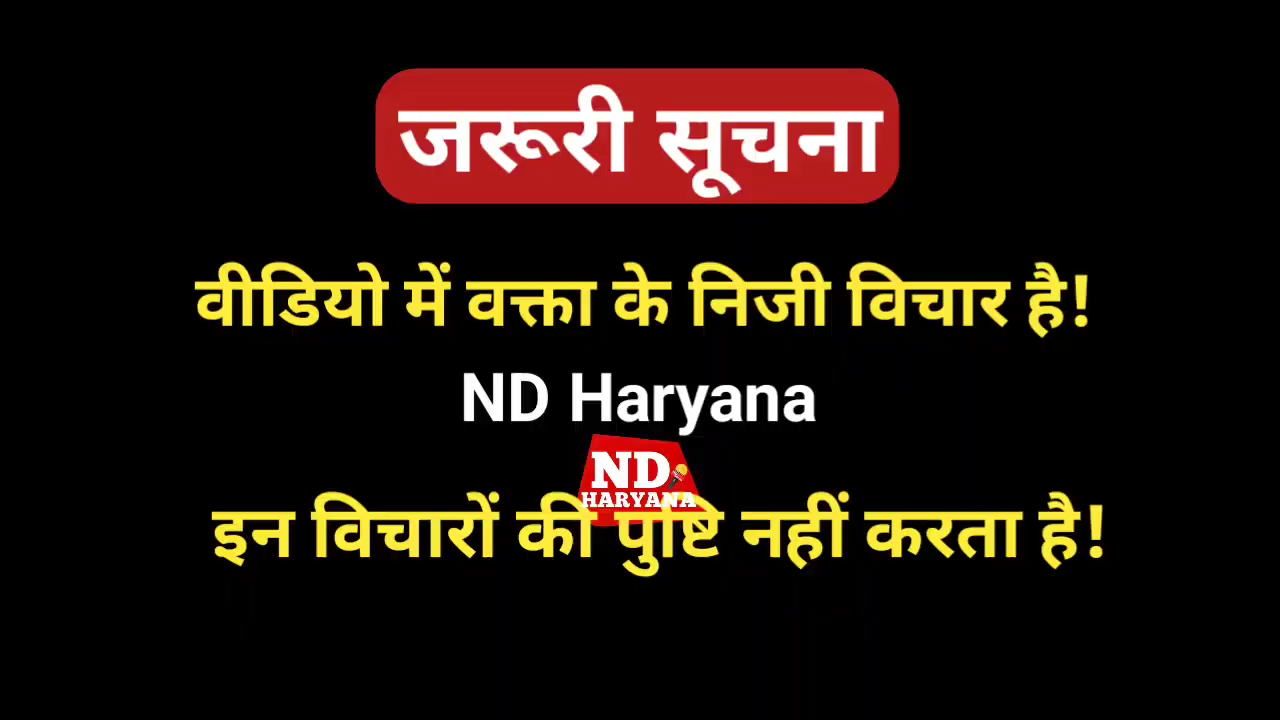 जरूरी सूचना
वीडियो में वक्ता के निजी विचार है!
ND Haryana
ND
HARYANA
इन विचारों की पुष्टि नहीं करता है!